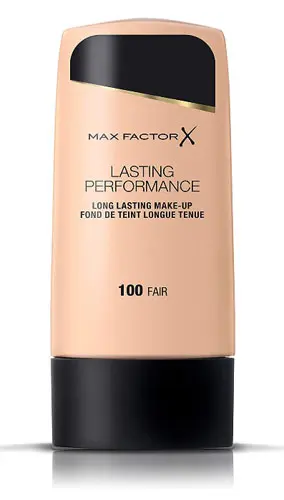 MAX FACTOR X
LASTING
PERFORMANCE
LONG LASTING MAKE-UP
FOND DE TEINT LONGUE TENUE
100 FAIR